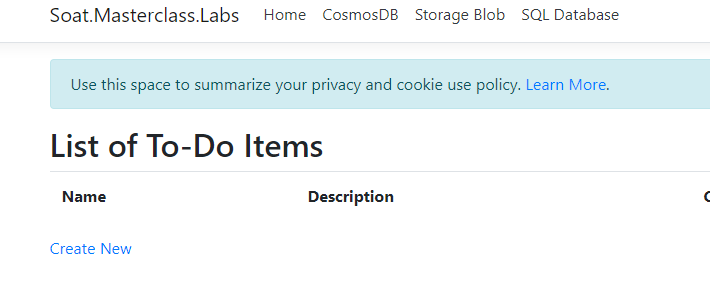 Soat.Masterclass.Labs Home CosmosDB Storage Blob SQL Database
Use this space to summarize your privacy and cookie use policy. Learn More.
List of To-Do Items
Name Description
Create New